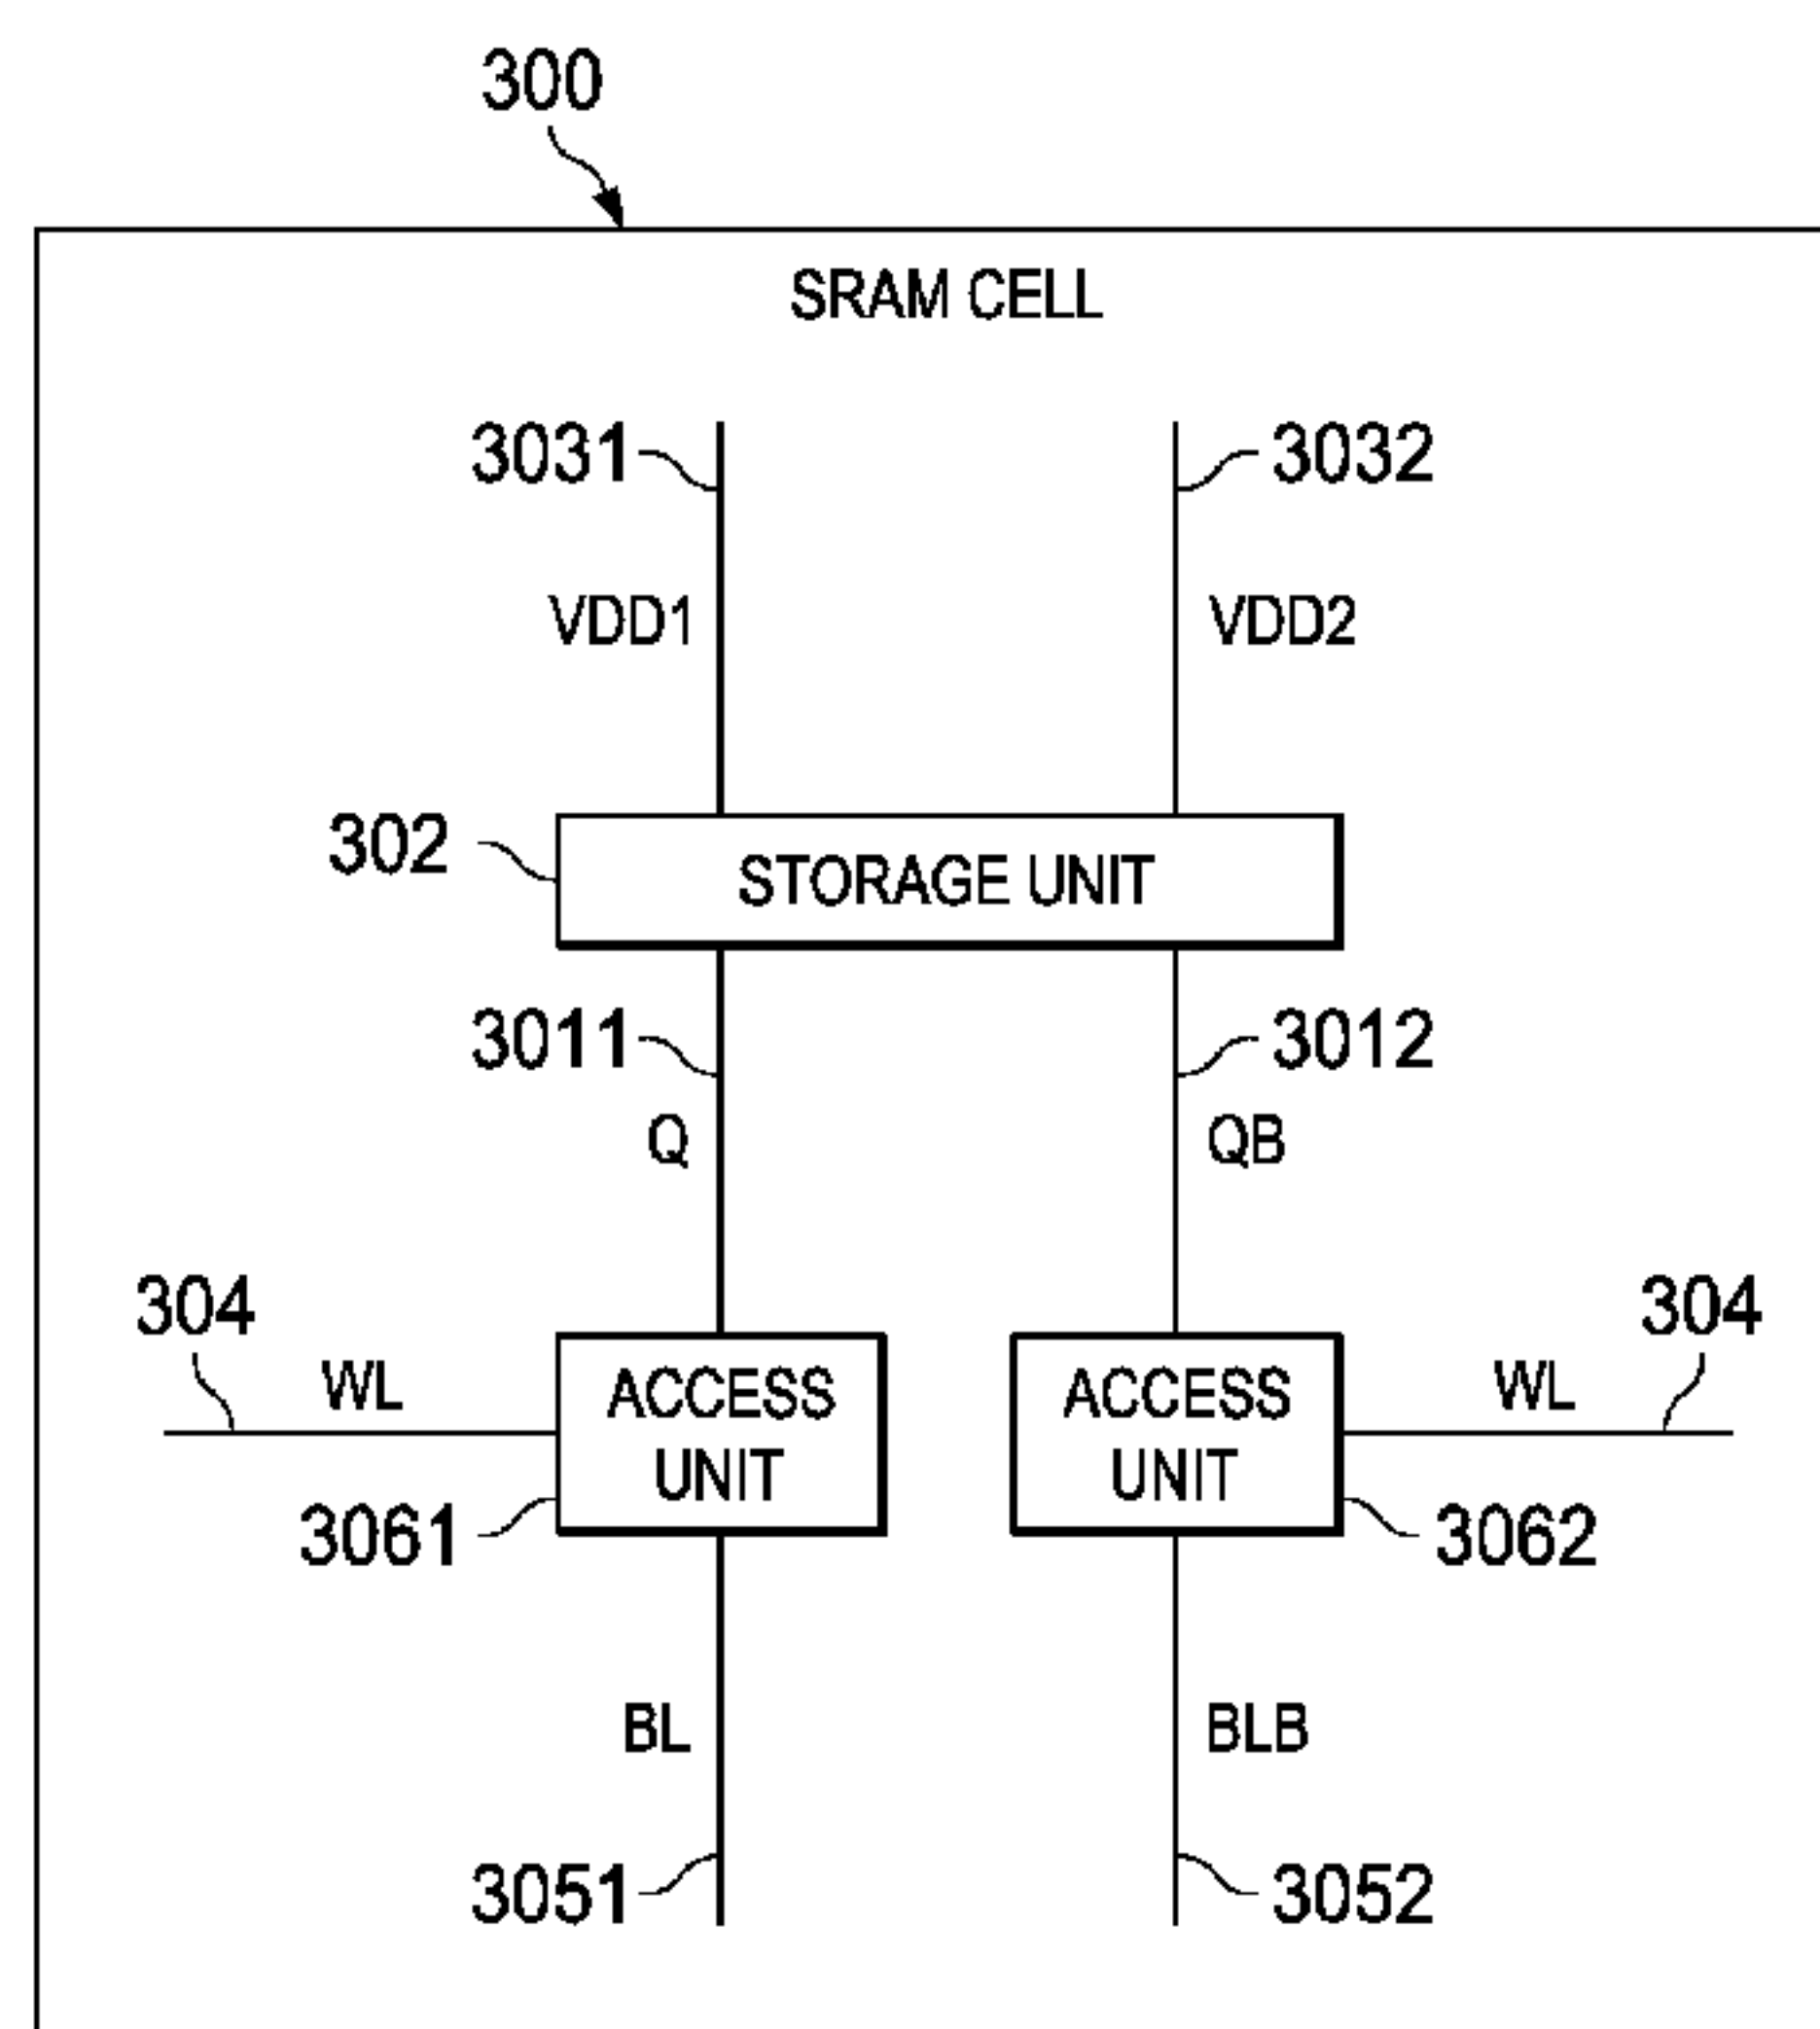 300
SRAM CELL
3031
3032
VDD1
VDD2
302
STORAGE UNIT
3011
3012
Q
QB
304
304
WL
WL
ACCESS
UNIT
ACCESS
UNIT
3061
3062
BL
BLB
3051
3052